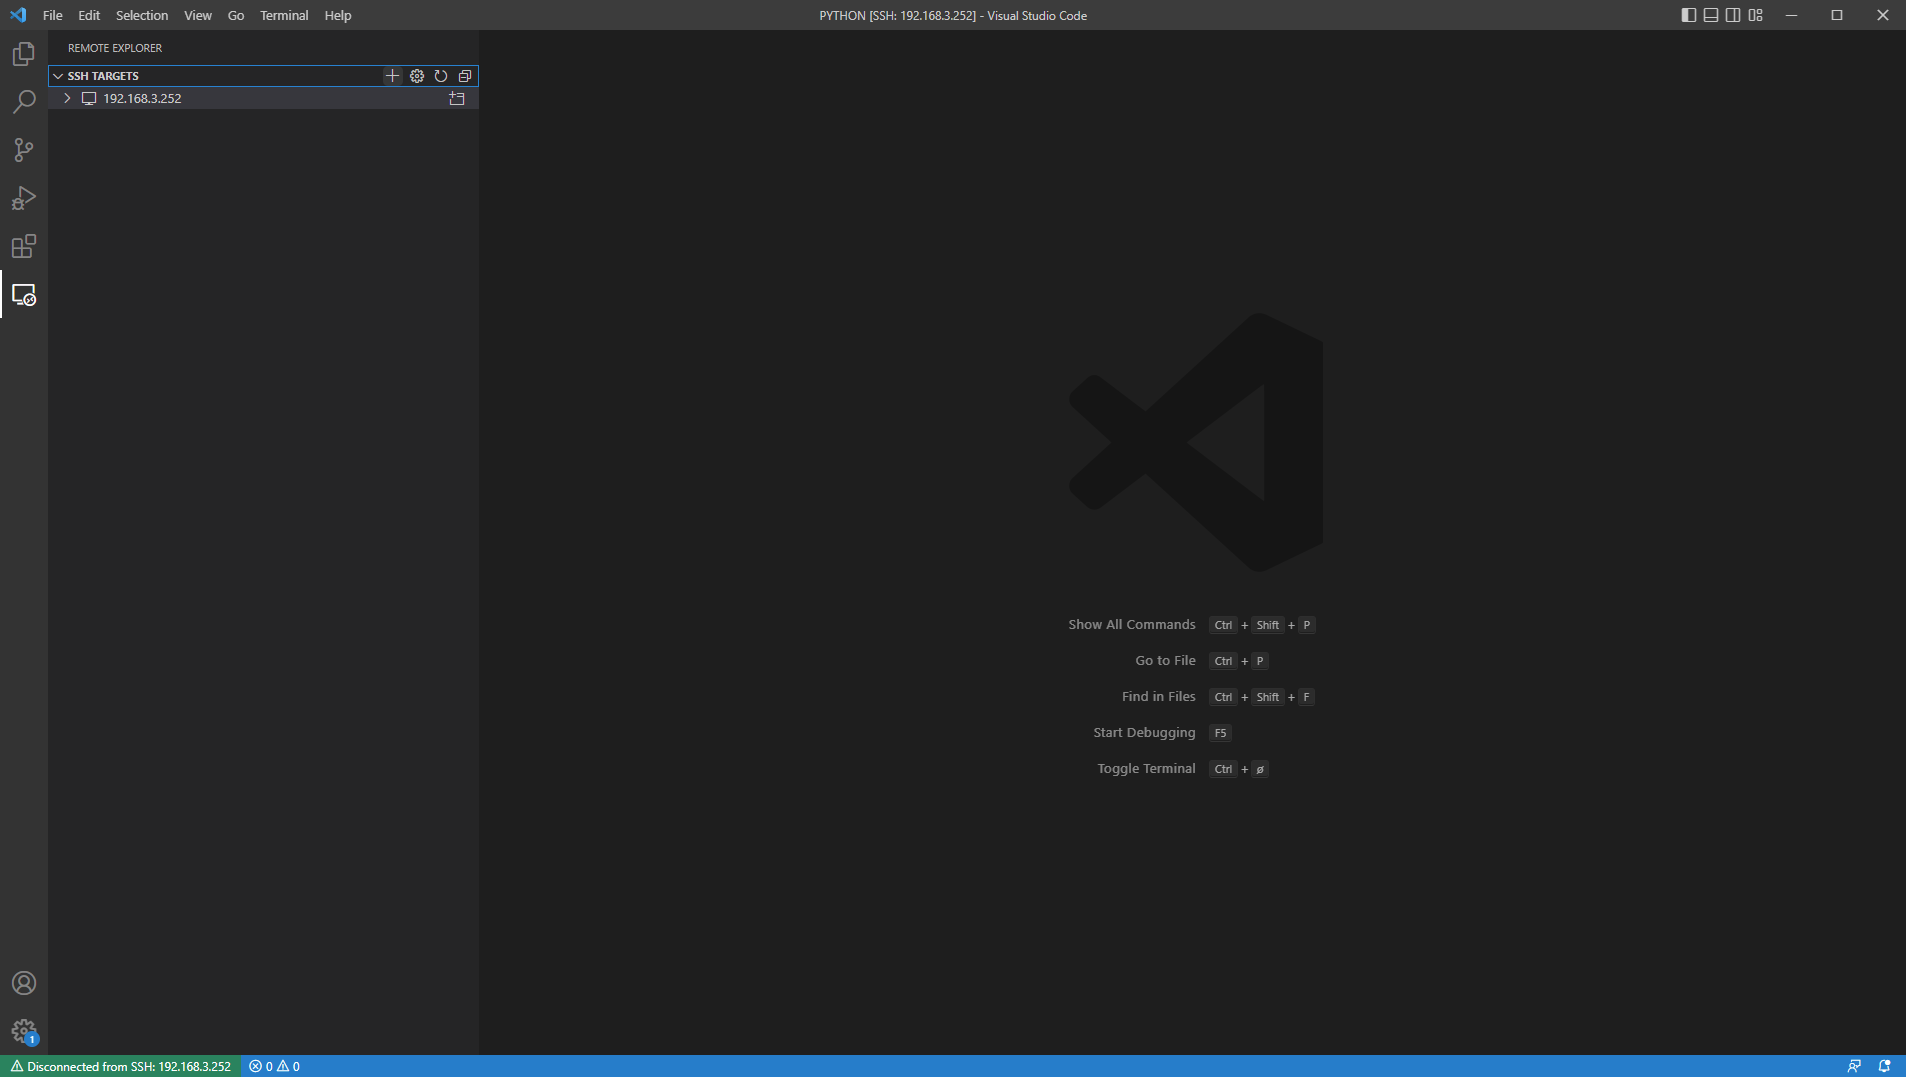 File Edit Selection View Go Terminal Help
PYTHON [SSH: 192.168.3.252] - Visual Studio Code
REMOTE EXPLORER
SSH TARGETS
192.168.3.252
Show All Commands Ctrl + Shift + P
Go to File Ctrl + P
Find in Files Ctrl + Shift + F
Start Debugging F5
Toggle Terminal Ctrl + ø
1
Disconnected from SSH: 192.168.3.252 0 0